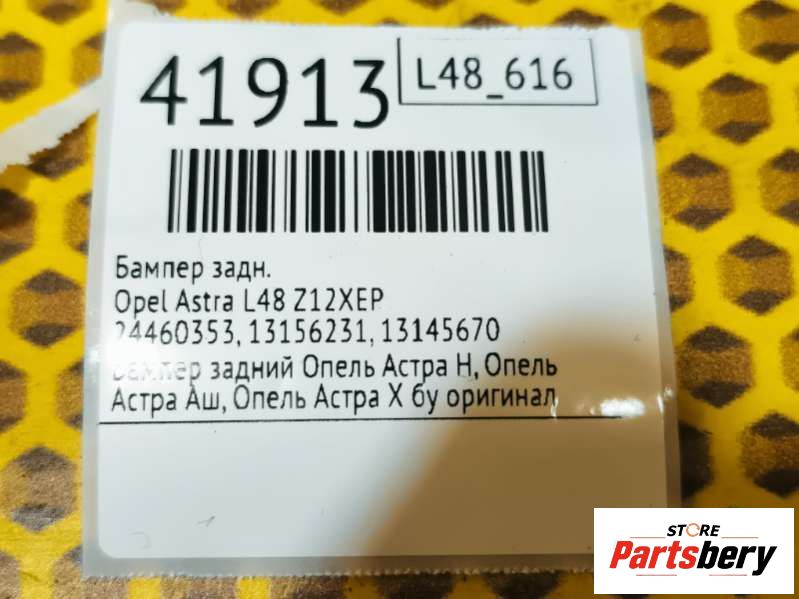 41913
L48_616
Бампер задн.
Opel Astra L48 Z12XEP
24460353, 13156231, 13145670
Бампер задний Опель Астра H, Опель
Астра Аш, Опель Астра Х бу оригинал
STORE
Partsbery